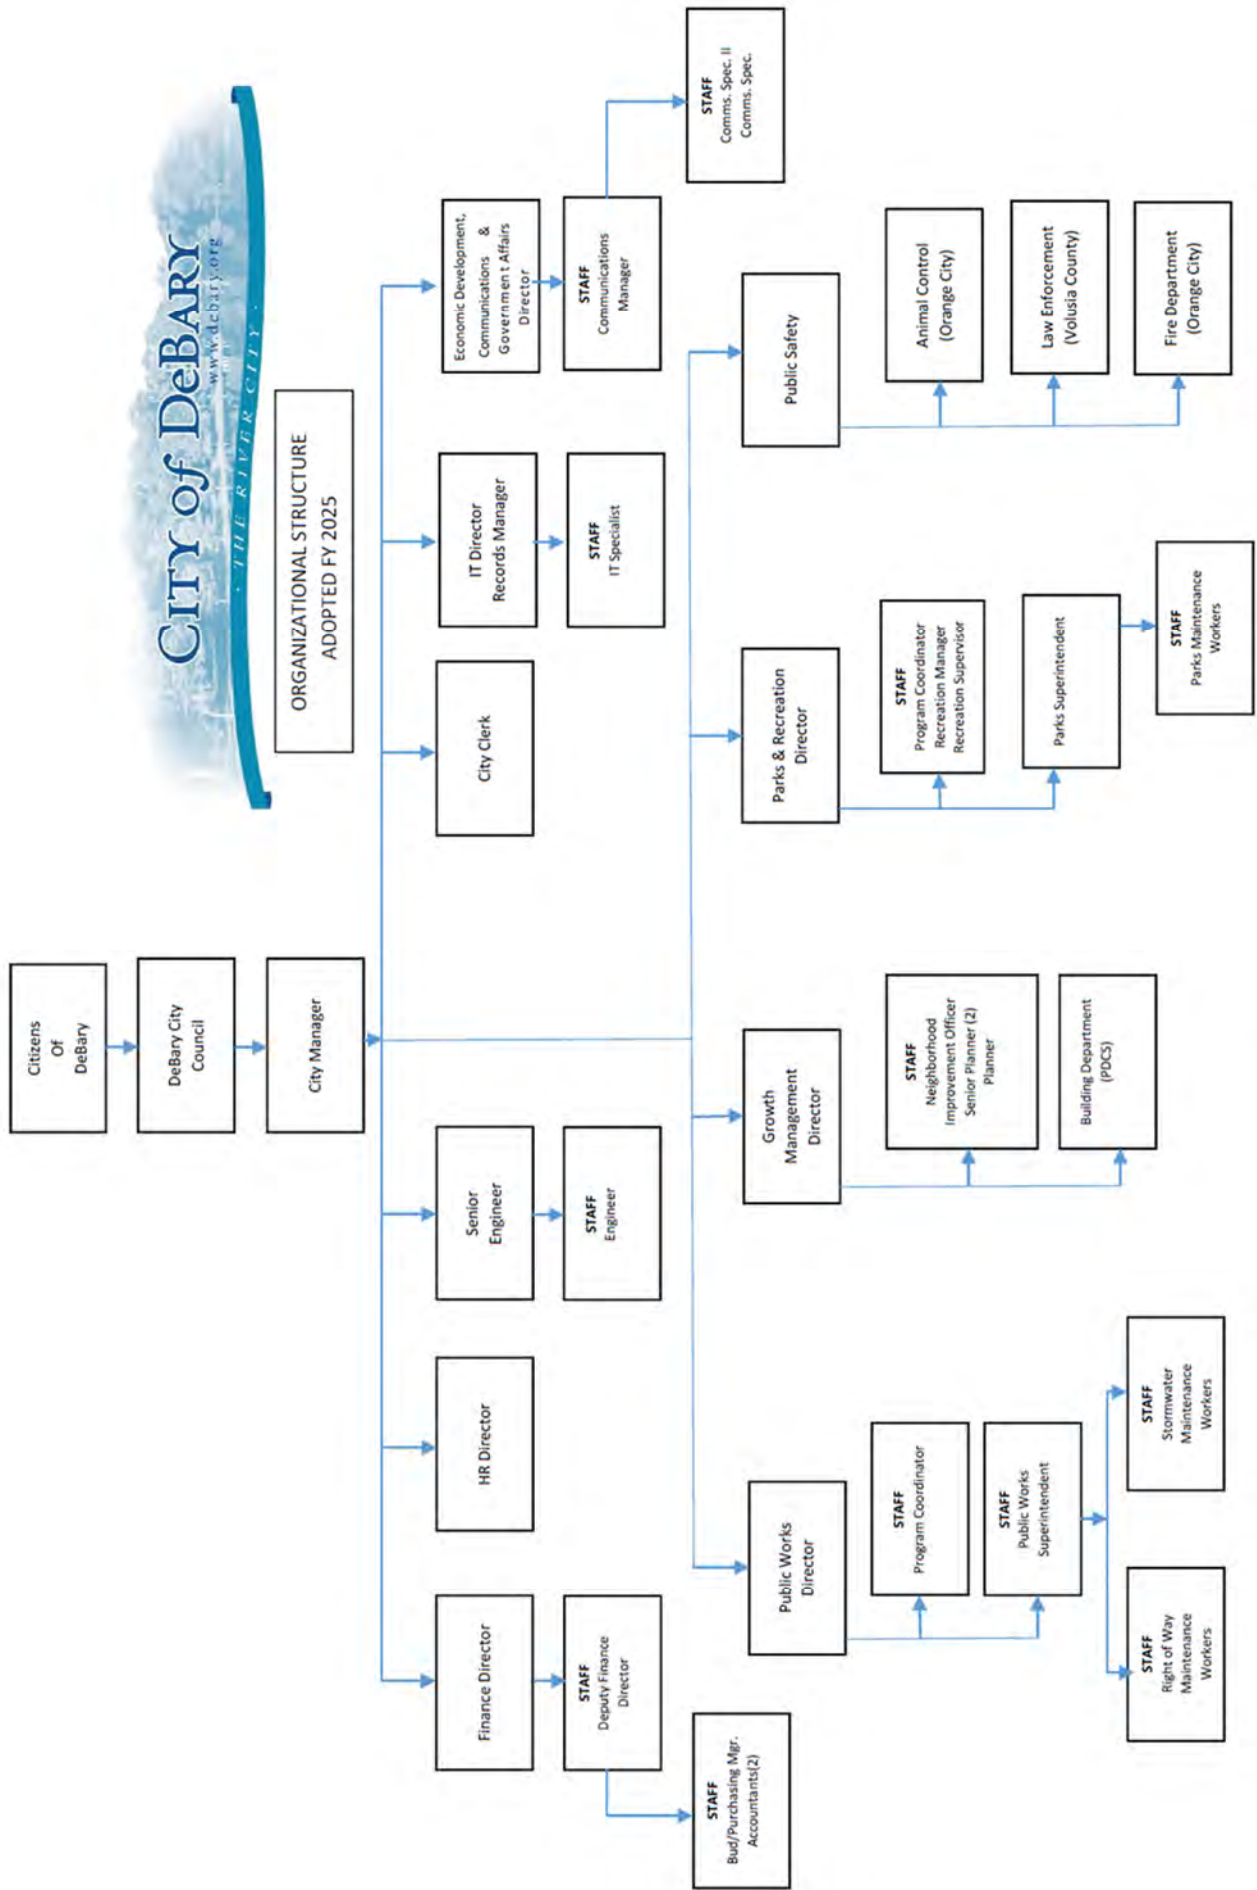 CITY of DeBARY
www.debary.org
· THE RIVER CITY ·
ORGANIZATIONAL STRUCTURE
ADOPTED FY 2025
Citizens
Of
DeBary
DeBary City
Council
City Manager
Finance Director
HR Director
Senior
Engineer
City Clerk
IT Director
Records Manager
Economic Development,
Communications &
Government Affairs
Director
STAFF
Deputy Finance
Director
STAFF
Engineer
STAFF
IT Specialist
STAFF
Communications
Manager
STAFF
Bud/Purchasing Mgr.
Accountants(2)
STAFF
Comms. Spec. II
Comms. Spec.
Public Works
Director
Growth
Management
Director
Parks & Recreation
Director
Public Safety
STAFF
Program Coordinator
STAFF
Public Works
Superintendent
STAFF
Right of Way
Maintenance
Workers
STAFF
Stormwater
Maintenance
Workers
STAFF
Neighborhood
Improvement Officer
Senior Planner (2)
Planner
Building Department
(PDCS)
STAFF
Program Coordinator
Recreation Manager
Recreation Supervisor
Parks Superintendent
STAFF
Parks Maintenance
Workers
Animal Control
(Orange City)
Law Enforcement
(Volusia County)
Fire Department
(Orange City)